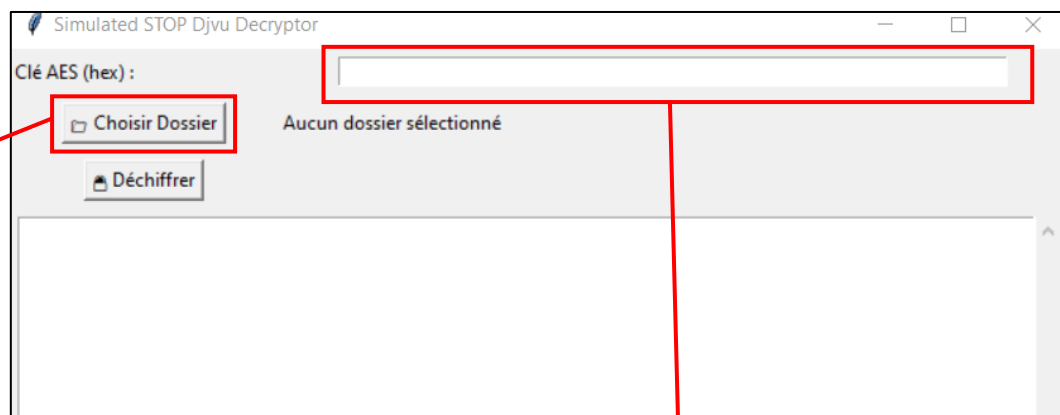 Simulated STOP Djvu Decryptor
Clé AES (hex) :
Choisir Dossier Aucun dossier sélectionné
Déchiffrer